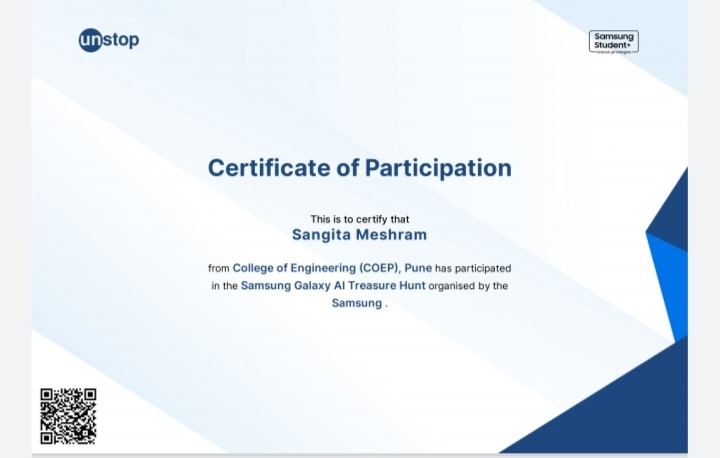 unstop
Samsung
Student+
Certificate of Participation
This is to certify that
Sangita Meshram
from College of Engineering (COEP), Pune has participated
in the Samsung Galaxy AI Treasure Hunt organised by the
Samsung .